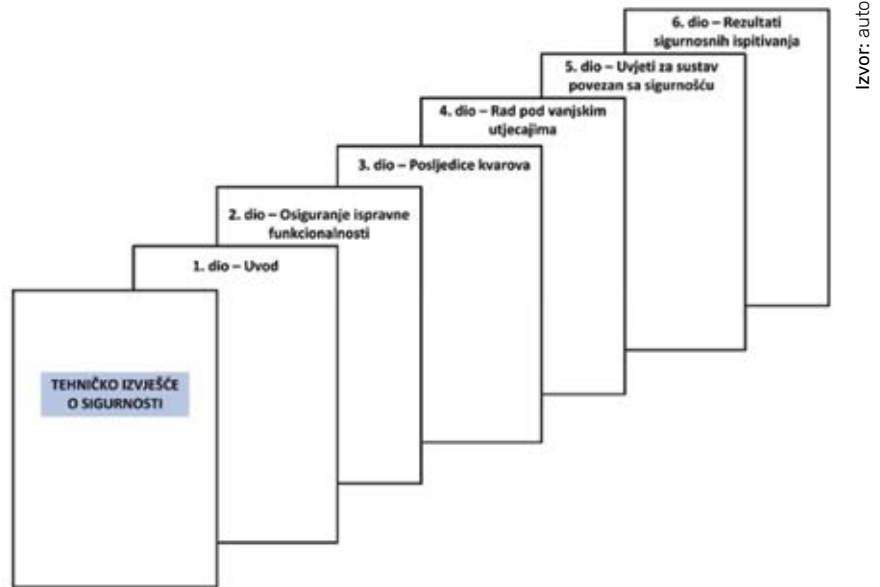 TEHNIČKO IZVJEŠĆE
O SIGURNOSTI
1. dio – Uvod
2. dio – Osiguranje ispravne
funkcionalnosti
3. dio – Posljedice kvarova
4. dio – Rad pod vanjskim
utjecajima
5. dio – Uvjeti za sustav
povezan sa sigurnošću
6. dio – Rezultati
sigurnosnih ispitivanja
Izvor: auto